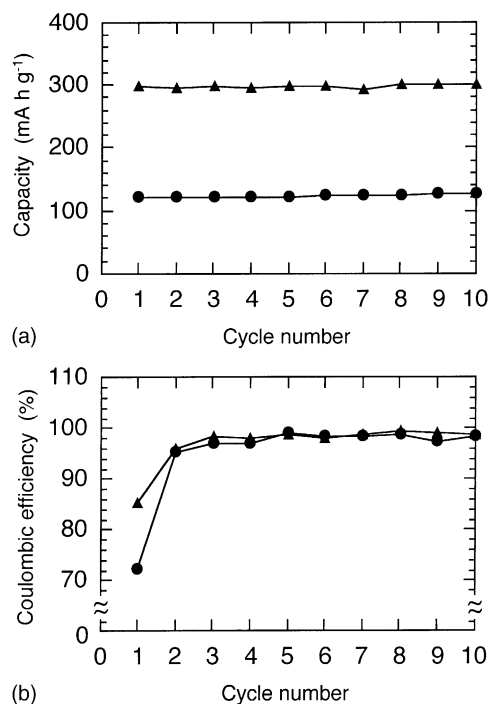 400
300
200
100
0
Capacity (mA h g⁻¹)
0 1 2 3 4 5 6 7 8 9 10
Cycle number
(a)
110
100
90
80
70
0
Coulombic efficiency (%)
0 1 2 3 4 5 6 7 8 9 10
Cycle number
(b)